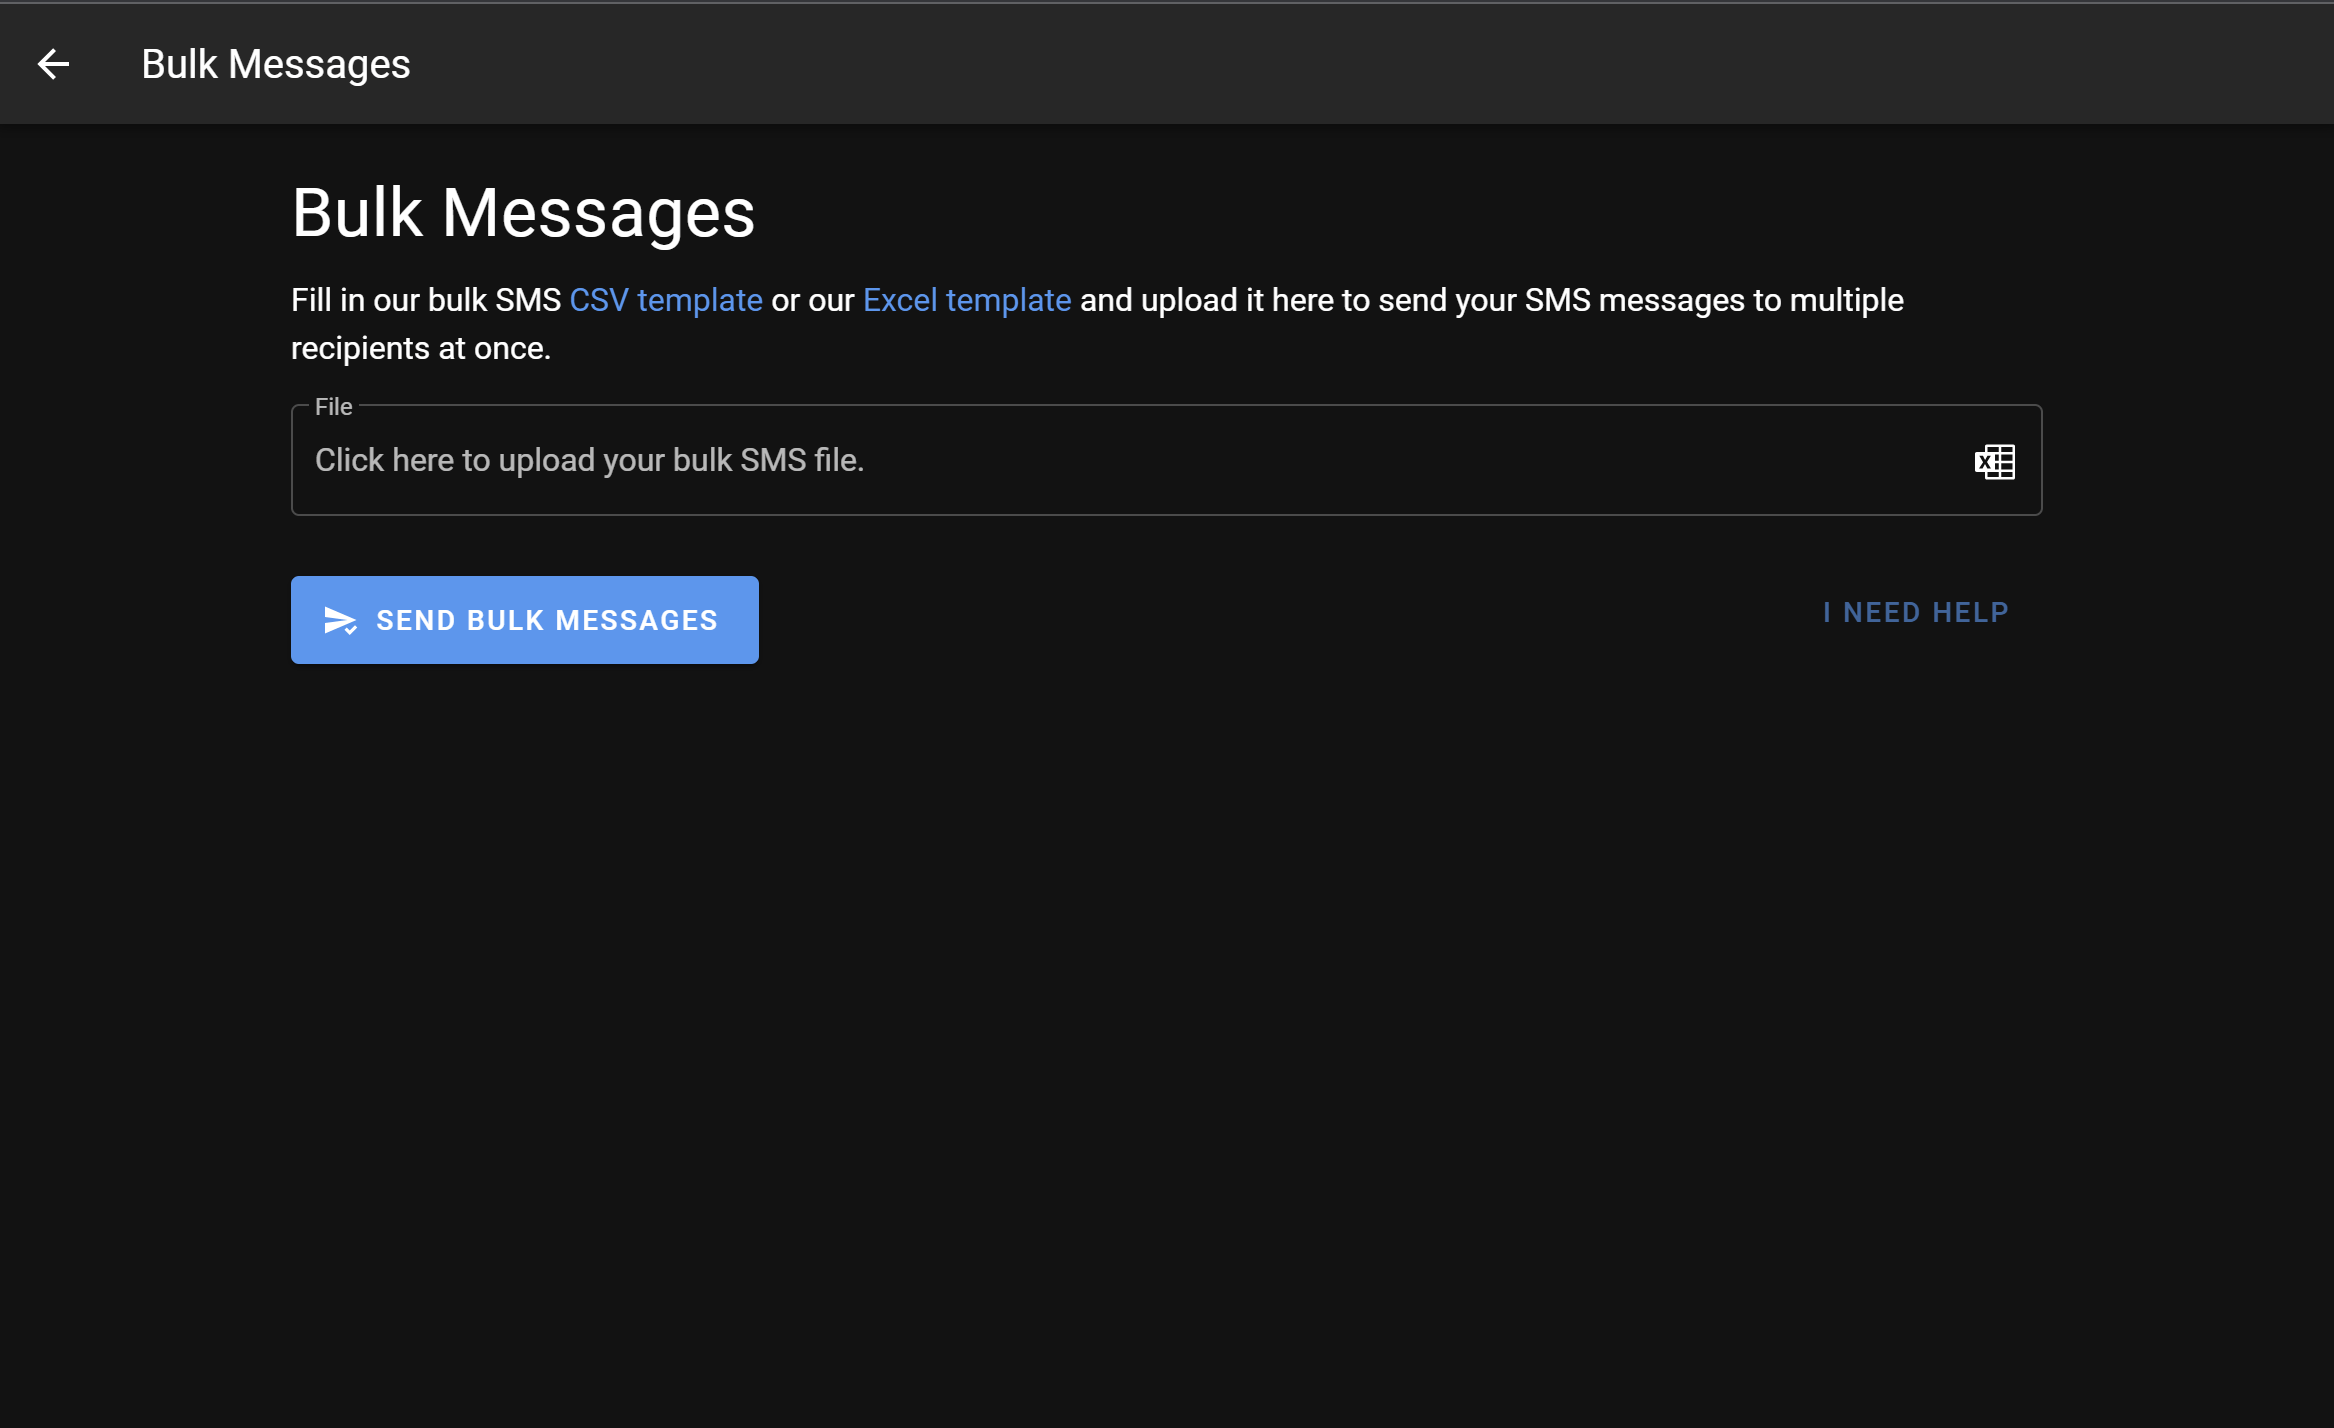 Bulk Messages
Bulk Messages
Fill in our bulk SMS CSV template or our Excel template and upload it here to send your SMS messages to multiple
recipients at once.
File
Click here to upload your bulk SMS file.
X
SEND BULK MESSAGES
I NEED HELP